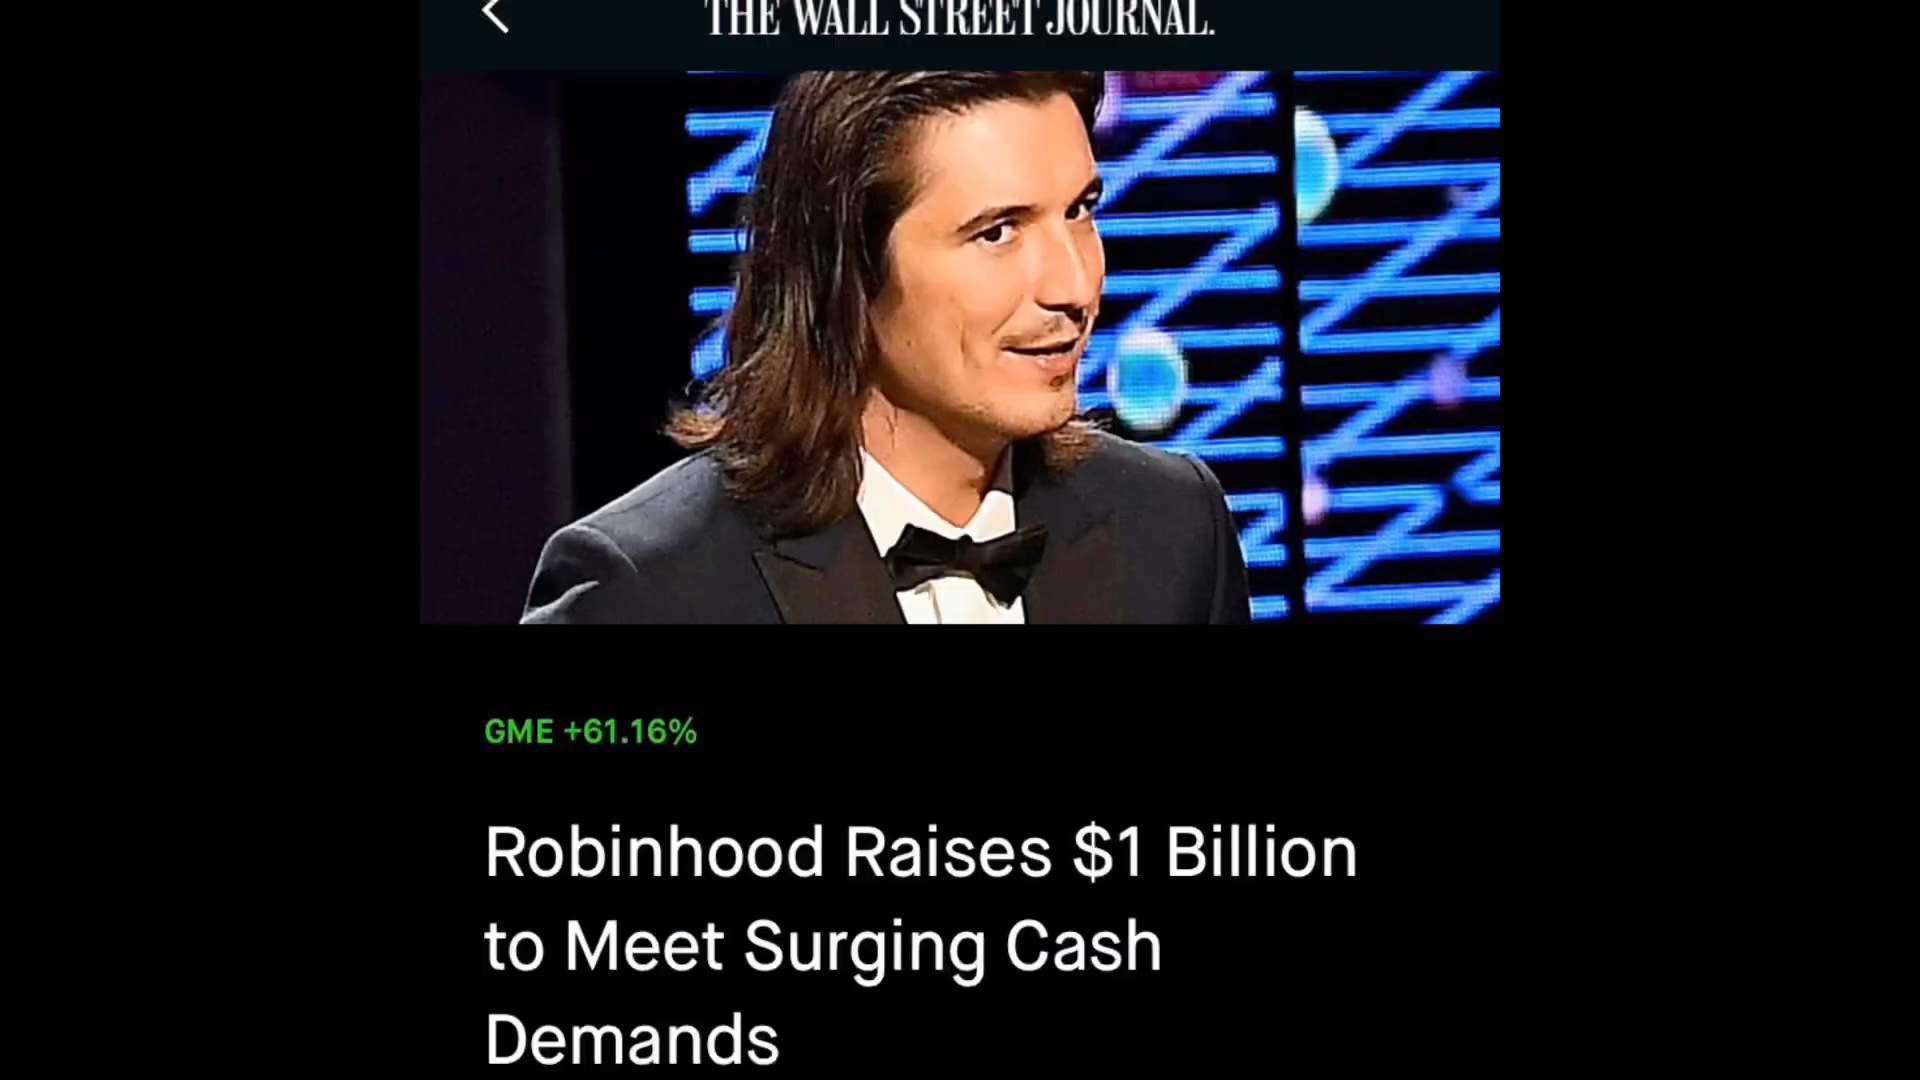 THE WALL STREET JOURNAL.
GME +61.16%
Robinhood Raises $1 Billion
to Meet Surging Cash
Demands